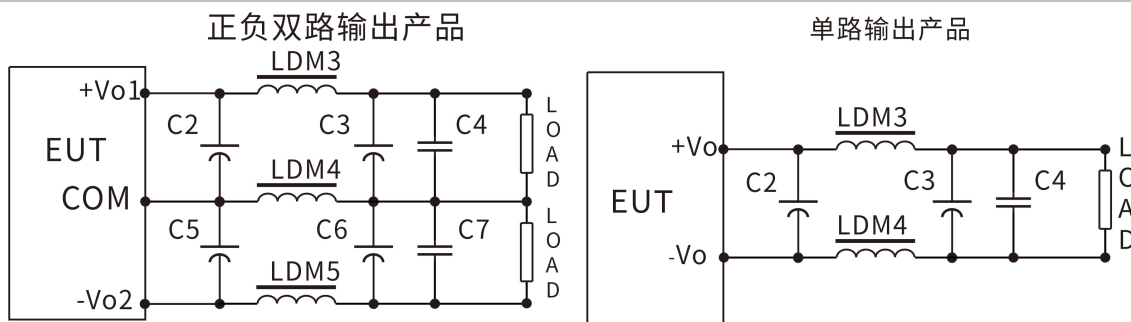 正负双路输出产品
LDM3
+Vo1
C2
C3
C4
LOAD
EUT
LDM4
COM
C5
C6
C7
LOAD
LDM5
-Vo2
单路输出产品
LDM3
+Vo
C2
C3
C4
LOAD
EUT
LDM4
-Vo